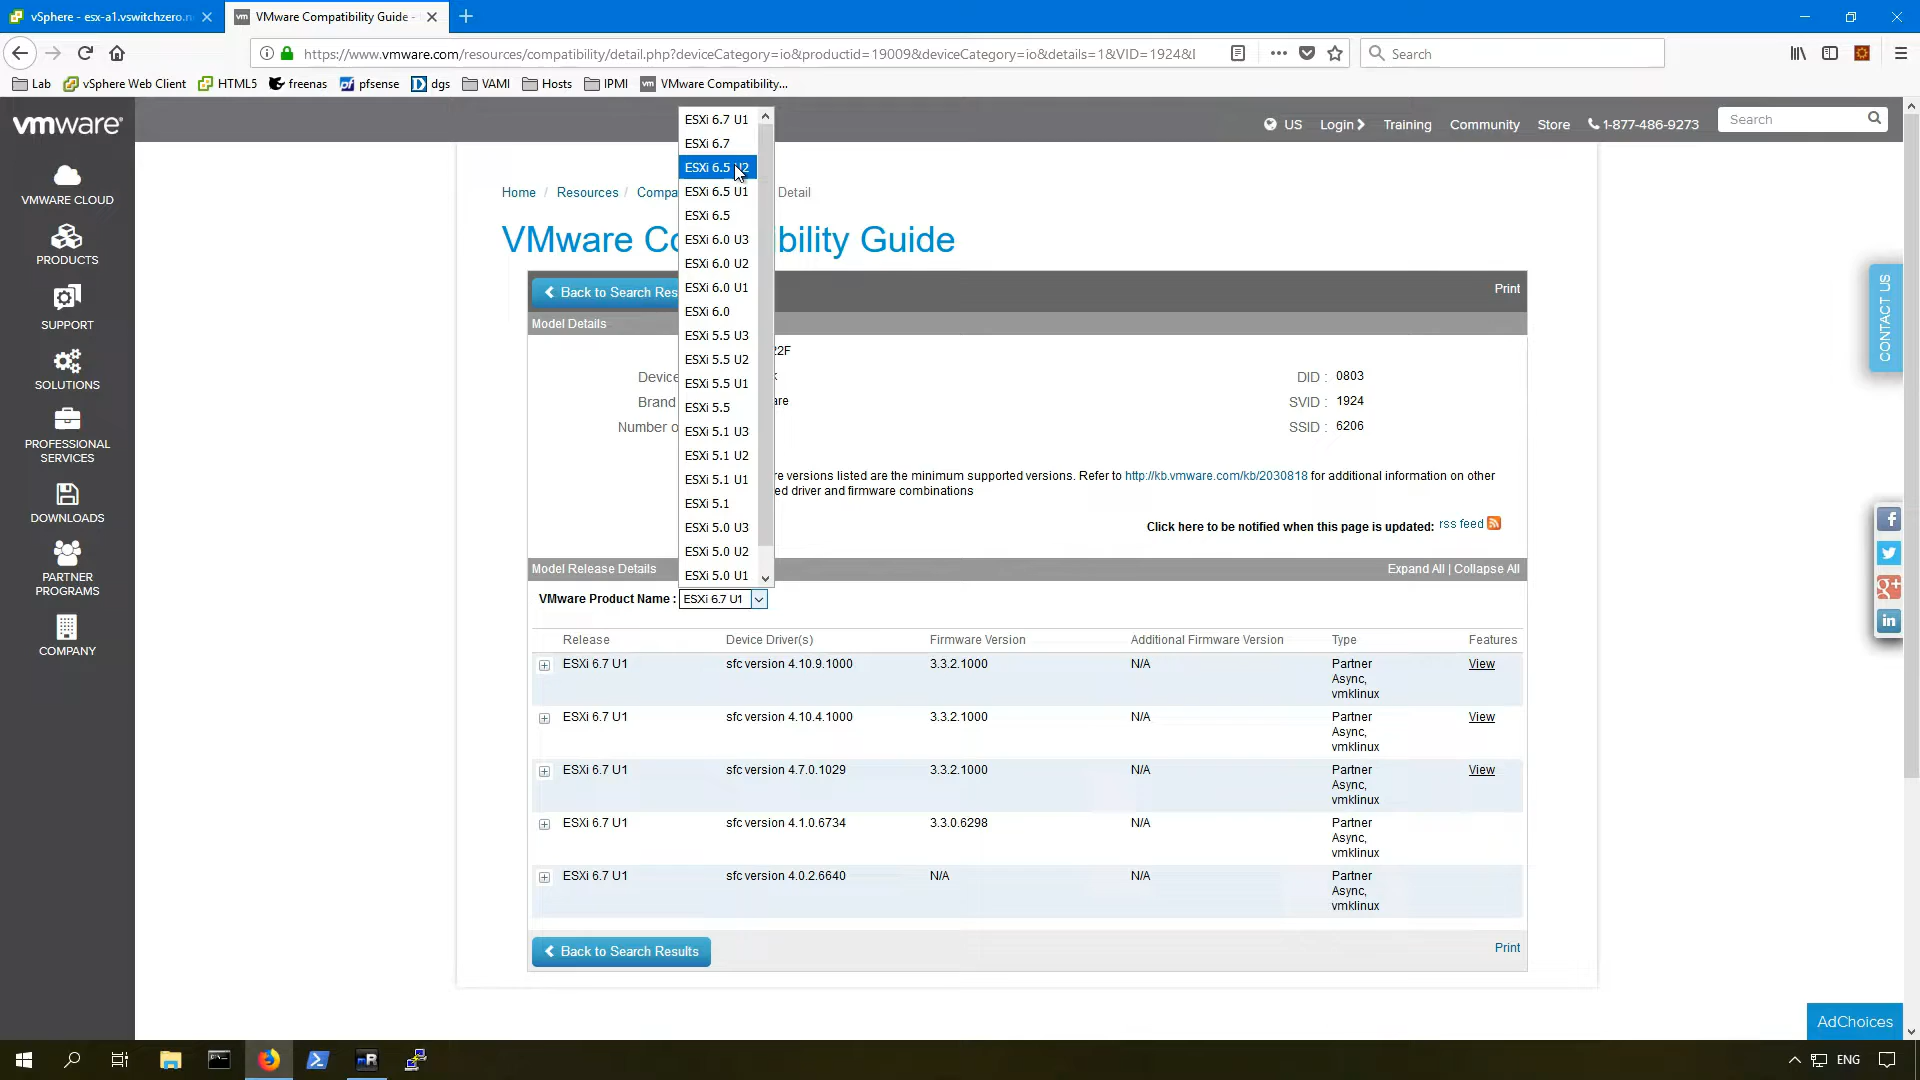 vSphere - esx-a1.vswitchzero.n
VMware Compatibility Guide -
https://www.vmware.com/resources/compatibility/detail.php?deviceCategory=io&productid=19009&deviceCategory=io&details=1&VID=1924&I
Search
Lab
vSphere Web Client
HTML5
freenas
pfsense
dgs
VAMI
Hosts
IPMI
VMware Compatibility...
vmware
US
Login
Training
Community
Store
1-877-486-9273
Search
VMWARE CLOUD
PRODUCTS
SUPPORT
SOLUTIONS
PROFESSIONAL
SERVICES
DOWNLOADS
PARTNER
PROGRAMS
COMPANY
ESXi 6.7 U1
ESXi 6.7
ESXi 6.5 U2
ESXi 6.5 U1
ESXi 6.5
ESXi 6.0 U3
ESXi 6.0 U2
ESXi 6.0 U1
ESXi 6.0
ESXi 5.5 U3
ESXi 5.5 U2
ESXi 5.5 U1
ESXi 5.5
ESXi 5.1 U3
ESXi 5.1 U2
ESXi 5.1 U1
ESXi 5.1
ESXi 5.0 U3
ESXi 5.0 U2
ESXi 5.0 U1
Home / Resources / Compa Detail
VMware Co bility Guide
Back to Search Res
Print
Model Details
22F
Device
Brand are
Number o
DID : 0803
SVID : 1924
SSID : 6206
re versions listed are the minimum supported versions. Refer to http://kb.vmware.com/kb/2030818 for additional information on other
ed driver and firmware combinations
Click here to be notified when this page is updated: rss feed
Model Release Details
Expand All | Collapse All
VMware Product Name : ESXi 6.7 U1
Release Device Driver(s) Firmware Version Additional Firmware Version Type Features
ESXi 6.7 U1 sfc version 4.10.9.1000 3.3.2.1000 N/A Partner View
Async,
vmklinux
ESXi 6.7 U1 sfc version 4.10.4.1000 3.3.2.1000 N/A Partner View
Async,
vmklinux
ESXi 6.7 U1 sfc version 4.7.0.1029 3.3.2.1000 N/A Partner View
Async,
vmklinux
ESXi 6.7 U1 sfc version 4.1.0.6734 3.3.0.6298 N/A Partner
Async,
vmklinux
ESXi 6.7 U1 sfc version 4.0.2.6640 N/A N/A Partner
Async,
vmklinux
Back to Search Results
Print
CONTACT US
AdChoices
ENG